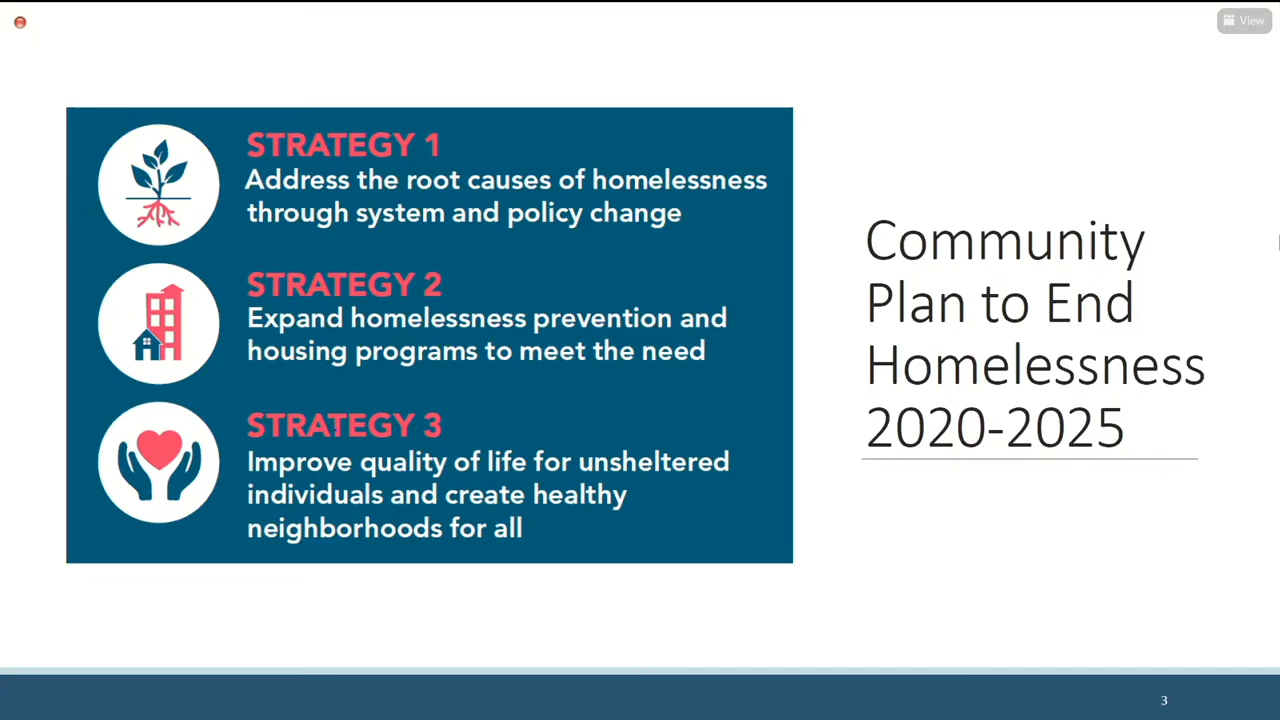 View
STRATEGY 1
Address the root causes of homelessness
through system and policy change
STRATEGY 2
Expand homelessness prevention and
housing programs to meet the need
STRATEGY 3
Improve quality of life for unsheltered
individuals and create healthy
neighborhoods for all
Community
Plan to End
Homelessness
2020-2025
3